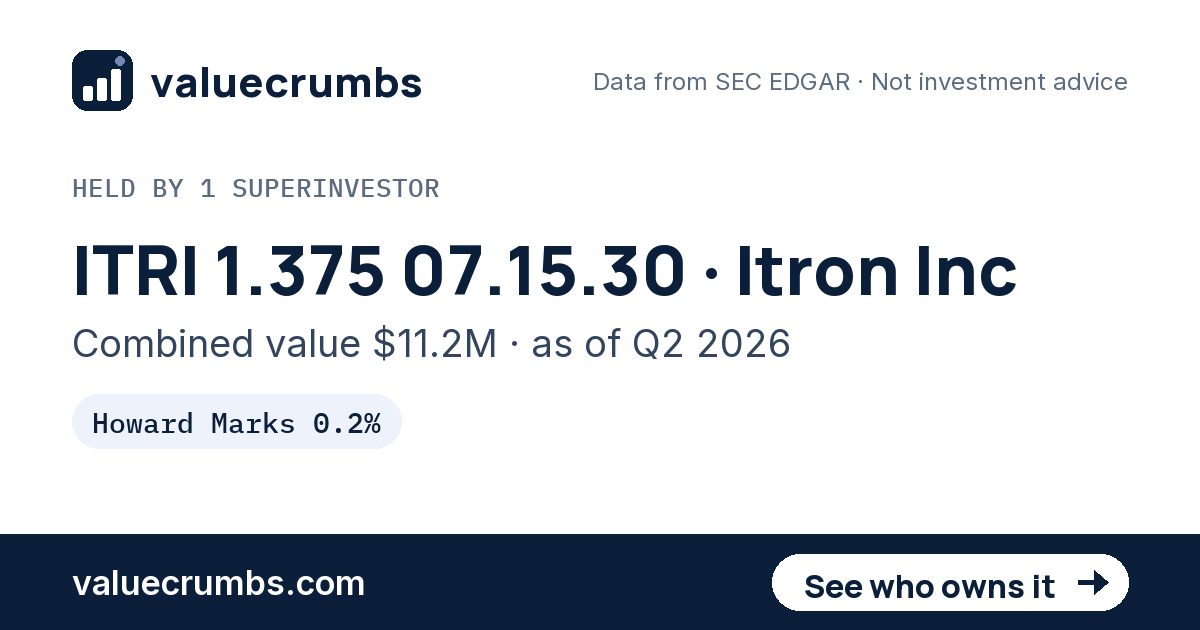 valuecrumbs
Data from SEC EDGAR · Not investment advice
HELD BY 1 SUPERINVESTOR
ITRI 1.375 07.15.30 · Itron Inc
Combined value $11.2M · as of Q2 2026
Howard Marks 0.2%
valuecrumbs.com
See who owns it →